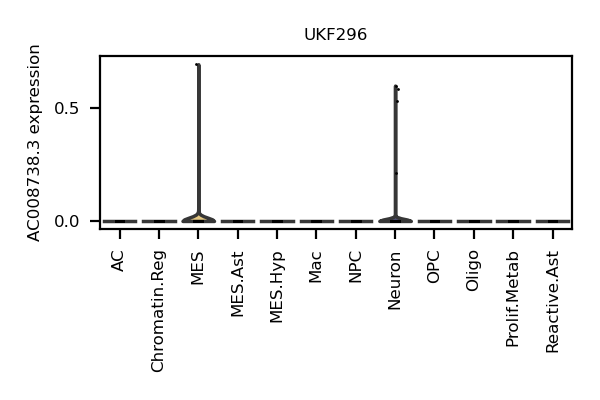 UKF296
AC008738.3 expression
0.5
0.0
AC
Chromatin.Reg
MES
MES.Ast
MES.Hyp
Mac
NPC
Neuron
OPC
Oligo
Prolif.Metab
Reactive.Ast